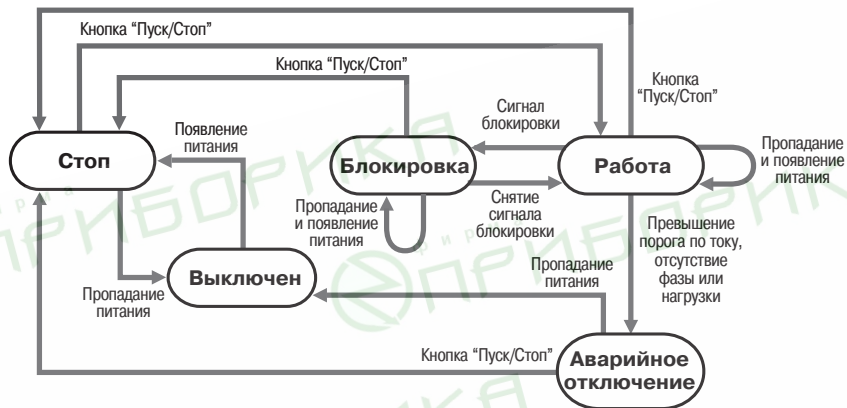 Кнопка “Пуск/Стоп”
Кнопка “Пуск/Стоп”
Кнопка
“Пуск/Стоп”
Сигнал
блокировки
Появление
питания
Пропадание
и появление
питания
Стоп
Блокировка
Работа
Пропадание
и появление
питания
Снятие
сигнала
блокировки
Превышение
порога по току,
отсутствие
фазы или
нагрузки
Выключен
Пропадание
питания
Пропадание
питания
Кнопка “Пуск/Стоп”
Аварийное
отключение
ПРИБОРИКА
ПРИБОРИКА